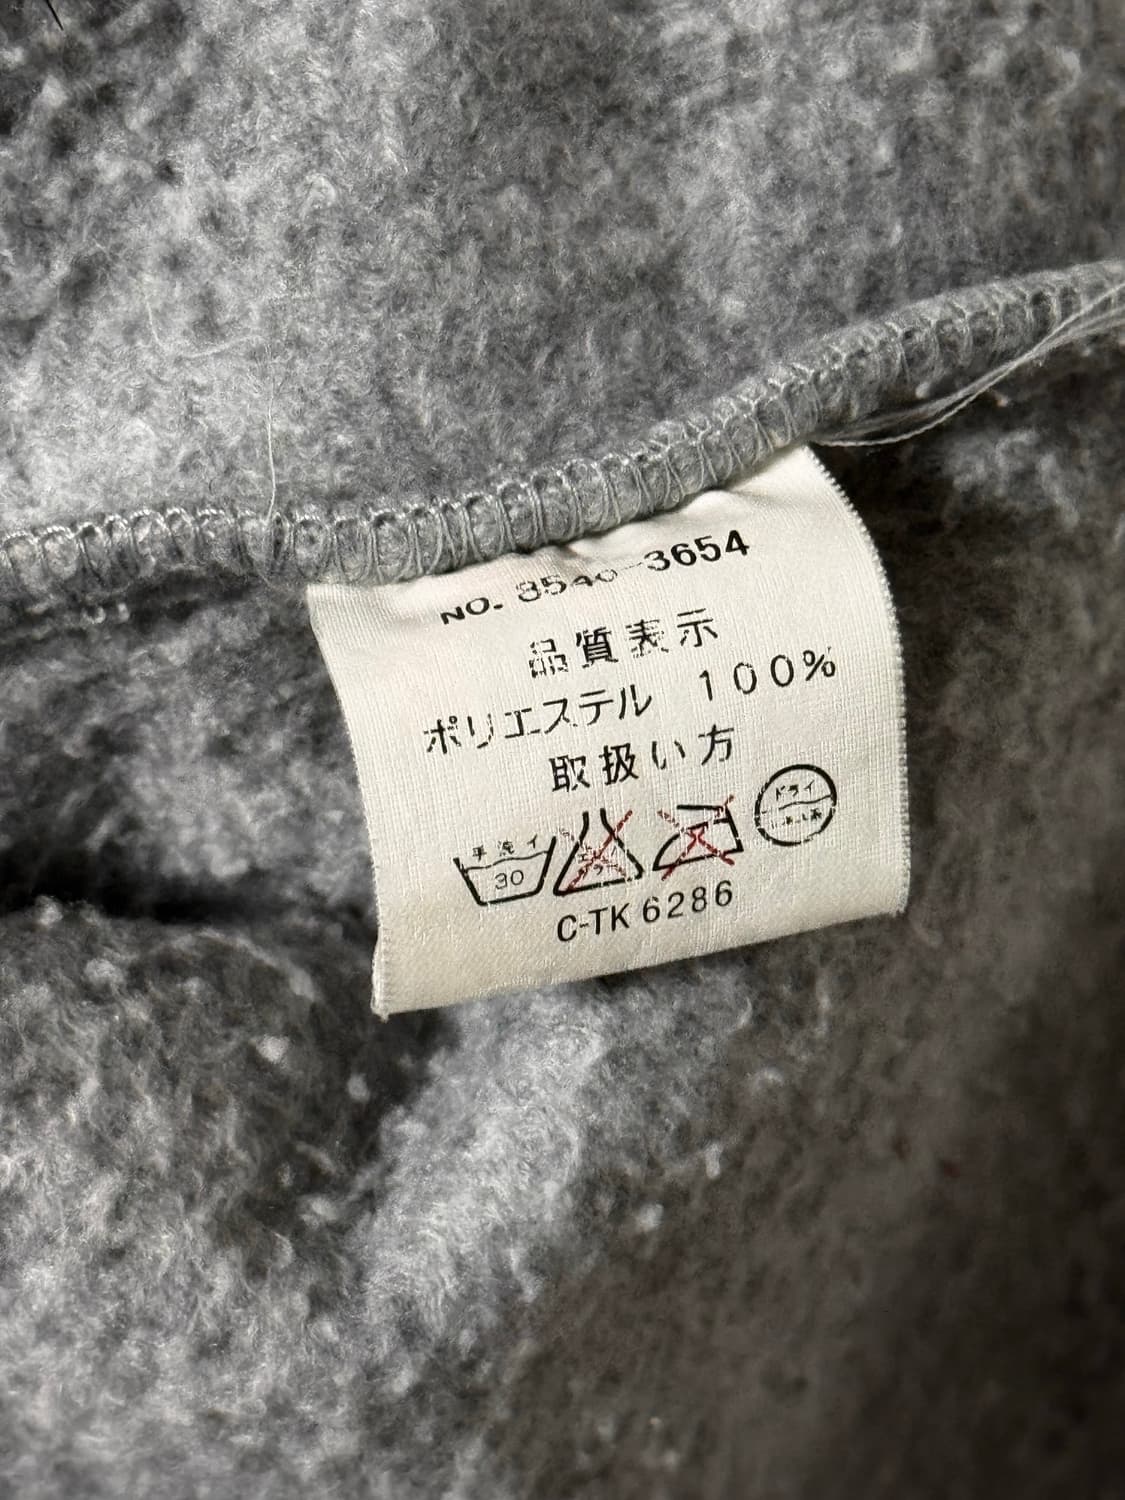 NO. 3654
品質表示
ポリエステル 100%
取扱い方
手洗イ
30
ドライ
C-TK 6286